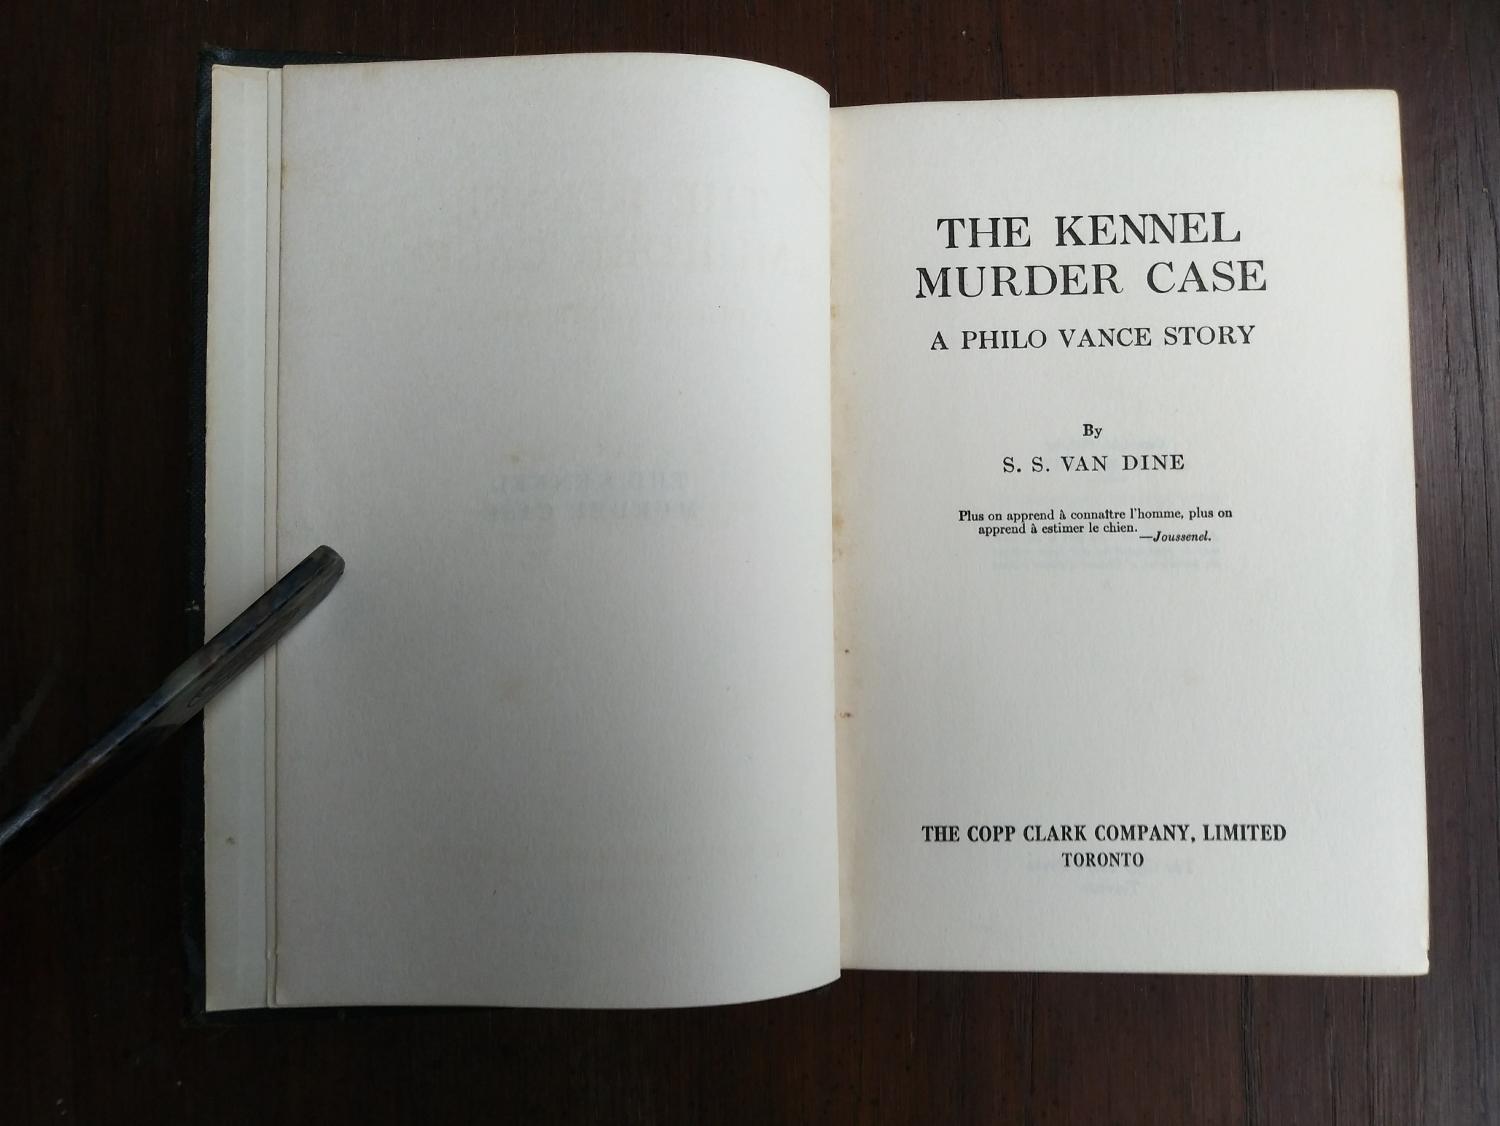 THE KENNEL
MURDER CASE
A PHILO VANCE STORY
By
S. S. VAN DINE
Plus on apprend à connaître l'homme, plus on
apprend à estimer le chien.
—Joussenel.
THE COPP CLARK COMPANY, LIMITED
TORONTO